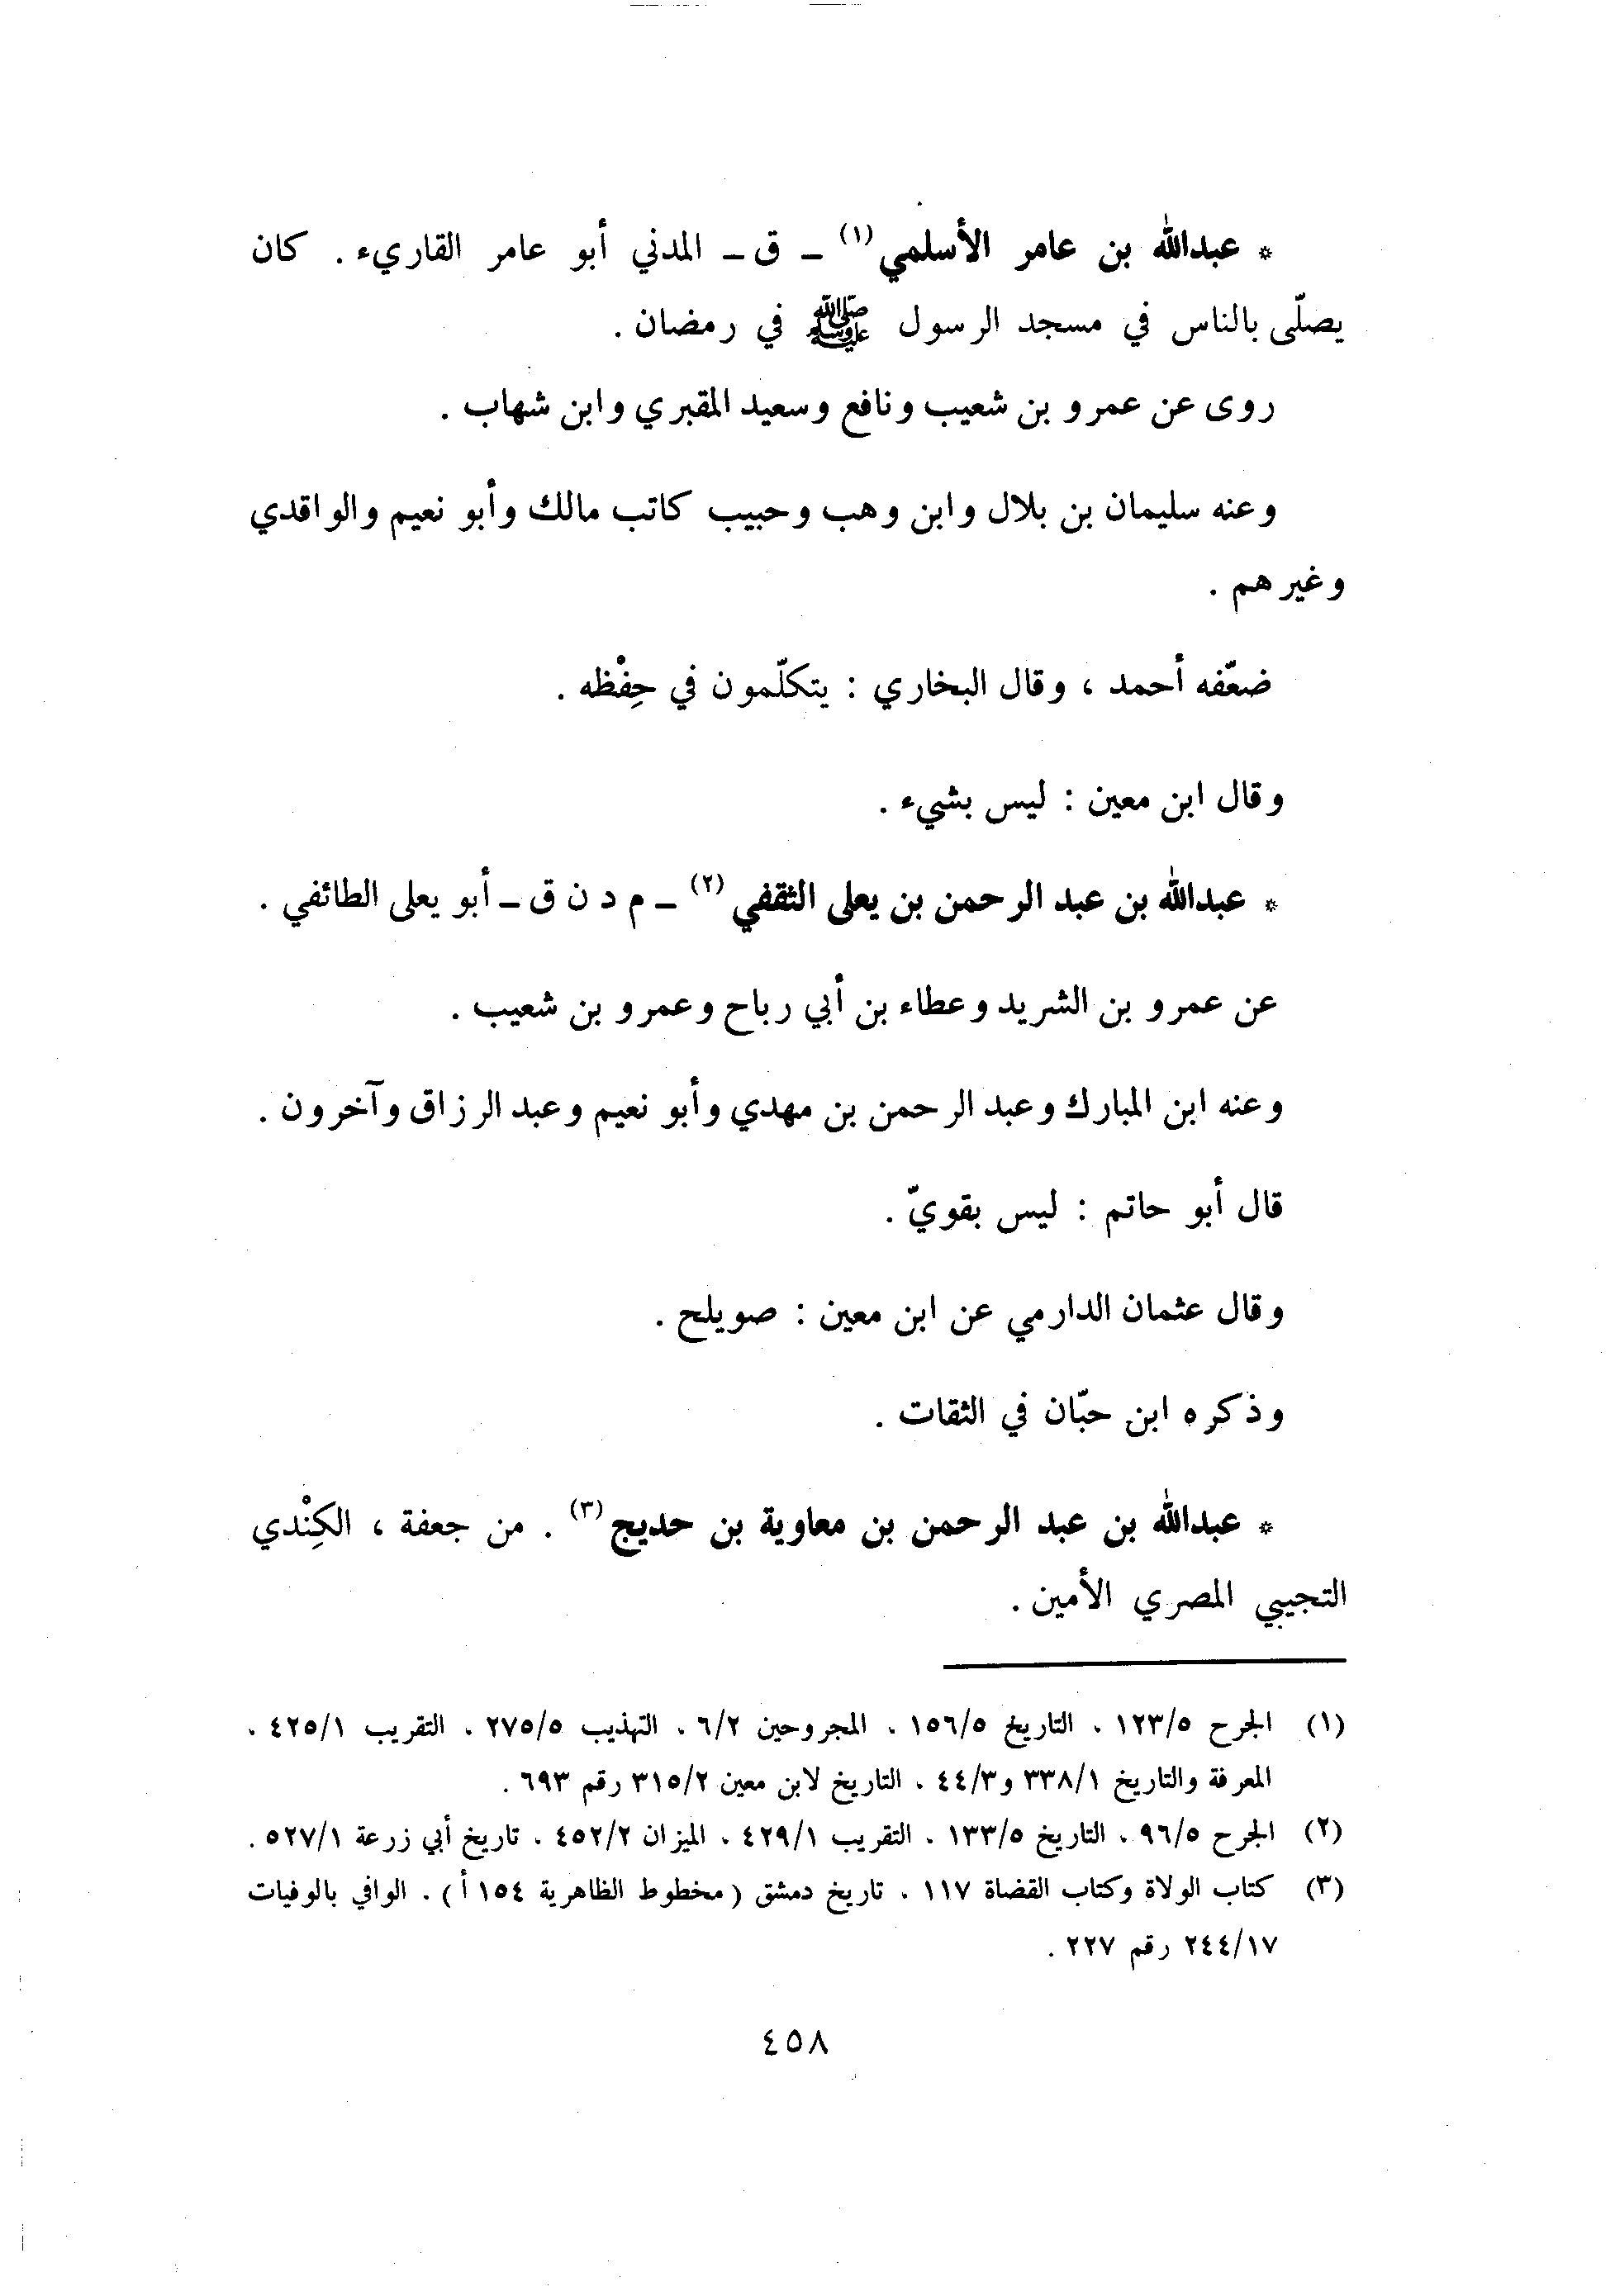 * عبدالله بن عامر الأسلمي (١) ـ ق ـ المدني أبو عامر القاريء . كان
يصلّى بالناس في مسجد الرسول ﷺ في رمضان .
روى عن عمرو بن شعيب ونافع وسعيد المقبري وابن شهاب .
وعنه سليمان بن بلال وابن وهب وحبيب كاتب مالك وأبو نعيم والواقدي
وغيرهم .
ضعّفه أحمد ، وقال البخاري : يتكلّمون في حِفْظه .
وقال ابن معين : ليس بشيء .
* عبدالله بن عبد الرحمن بن يعلى الثقفي (٢) ـ م د ن ق ـ أبو يعلى الطائفي .
عن عمرو بن الشريد وعطاء بن أبي رباح وعمرو بن شعيب .
وعنه ابن المبارك وعبد الرحمن بن مهدي وأبو نعيم وعبد الرزاق وآخرون .
قال أبو حاتم : ليس بقويّ .
وقال عثمان الدارمي عن ابن معين : صويلح .
وذكره ابن حبّان في الثقات .
* عبدالله بن عبد الرحمن بن معاوية بن حديج (٣) . من جعفة ، الكِنْدي
التجيبي المصري الأمين .
(١) الجرح ١٢٣/٥ . التاريخ ١٥٦/٥ . المجروحين ٦/٢ . التهذيب ٢٧٥/٥ . التقريب ٤٢٥/١ .
المعرفة والتاريخ ٣٣٨/١ و٤٤/٣ . التاريخ لابن معين ٣١٥/٢ رقم ٦٩٣ .
(٢) الجرح ٩٦/٥ . التاريخ ١٣٣/٥ . التقريب ٤٢٩/١ . الميزان ٤٥٢/٢ . تاريخ أبي زرعة ٥٢٧/١ .
(٣) كتاب الولاة وكتاب القضاة ١١٧ . تاريخ دمشق (مخطوط الظاهرية ١٥٤ أ) . الوافي بالوفيات
٢٤٤/١٧ رقم ٢٢٧ .
٤٥٨